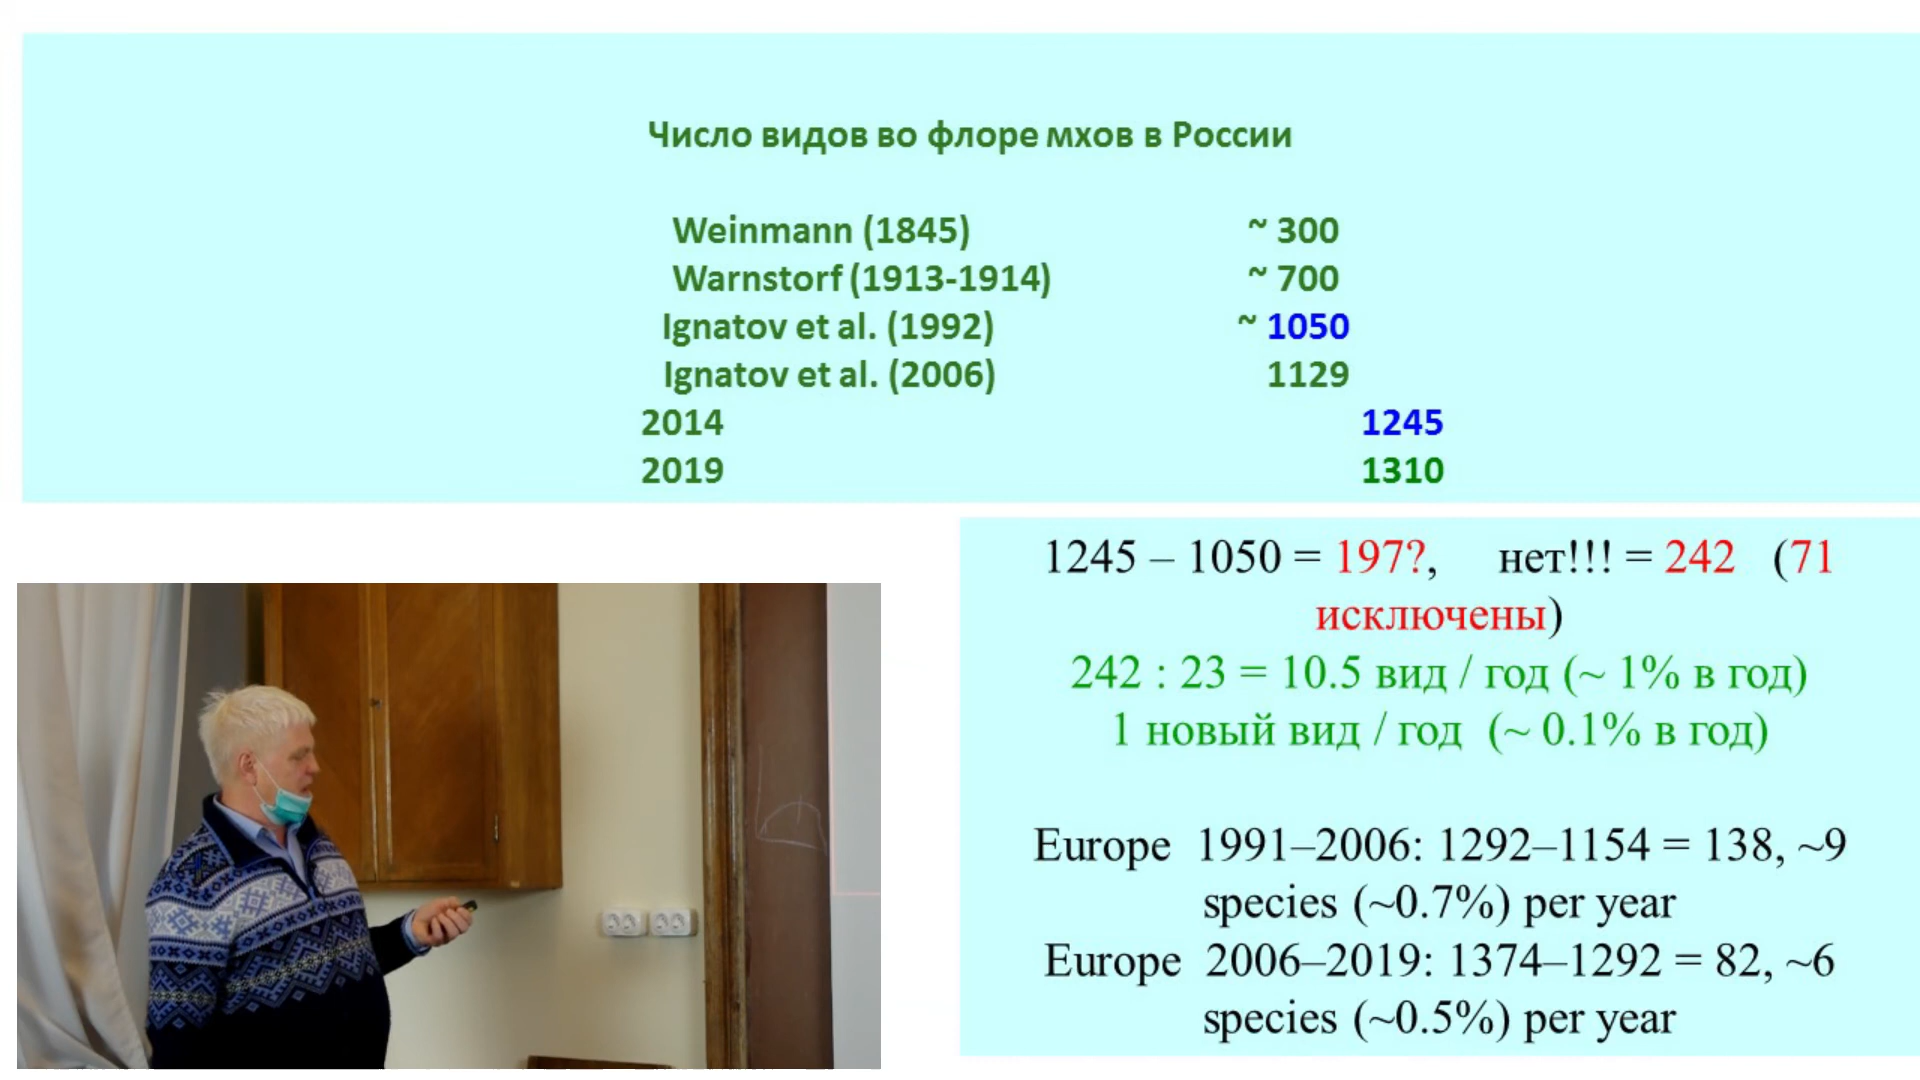 Число видов во флоре мхов в России
Weinmann (1845) ~ 300
Warnstorf (1913-1914) ~ 700
Ignatov et al. (1992) ~ 1050
Ignatov et al. (2006) 1129
2014 1245
2019 1310
1245 – 1050 = 197?, нет!!! = 242 (71
исключены)
242 : 23 = 10.5 вид / год (~ 1% в год)
1 новый вид / год (~ 0.1% в год)
Europe 1991–2006: 1292–1154 = 138, ~9
species (~0.7%) per year
Europe 2006–2019: 1374–1292 = 82, ~6
species (~0.5%) per year